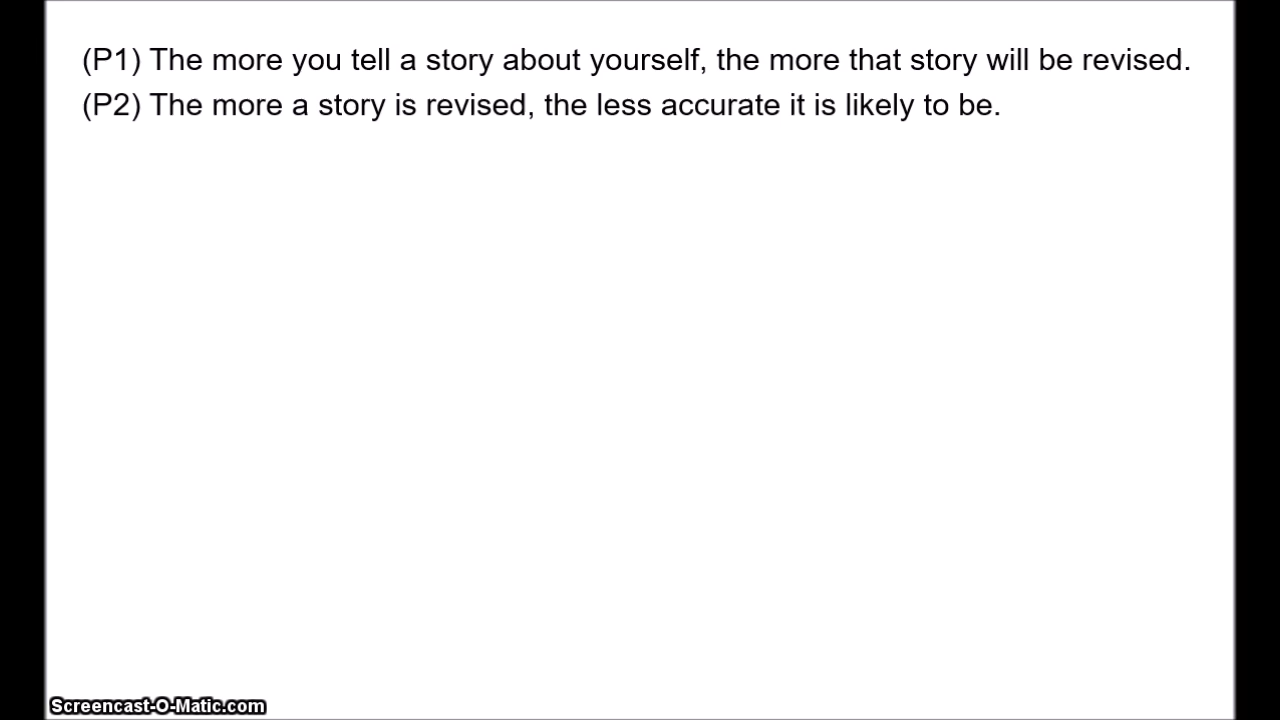 (P1) The more you tell a story about yourself, the more that story will be revised.
(P2) The more a story is revised, the less accurate it is likely to be.
Screencast-O-Matic.com